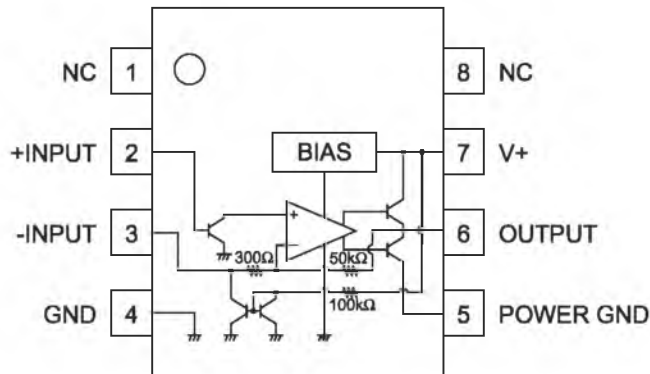 NC 1 8 NC
+INPUT 2 BIAS 7 V+
+
-INPUT 3 6 OUTPUT
300Ω 50kΩ
100kΩ
GND 4 5 POWER GND